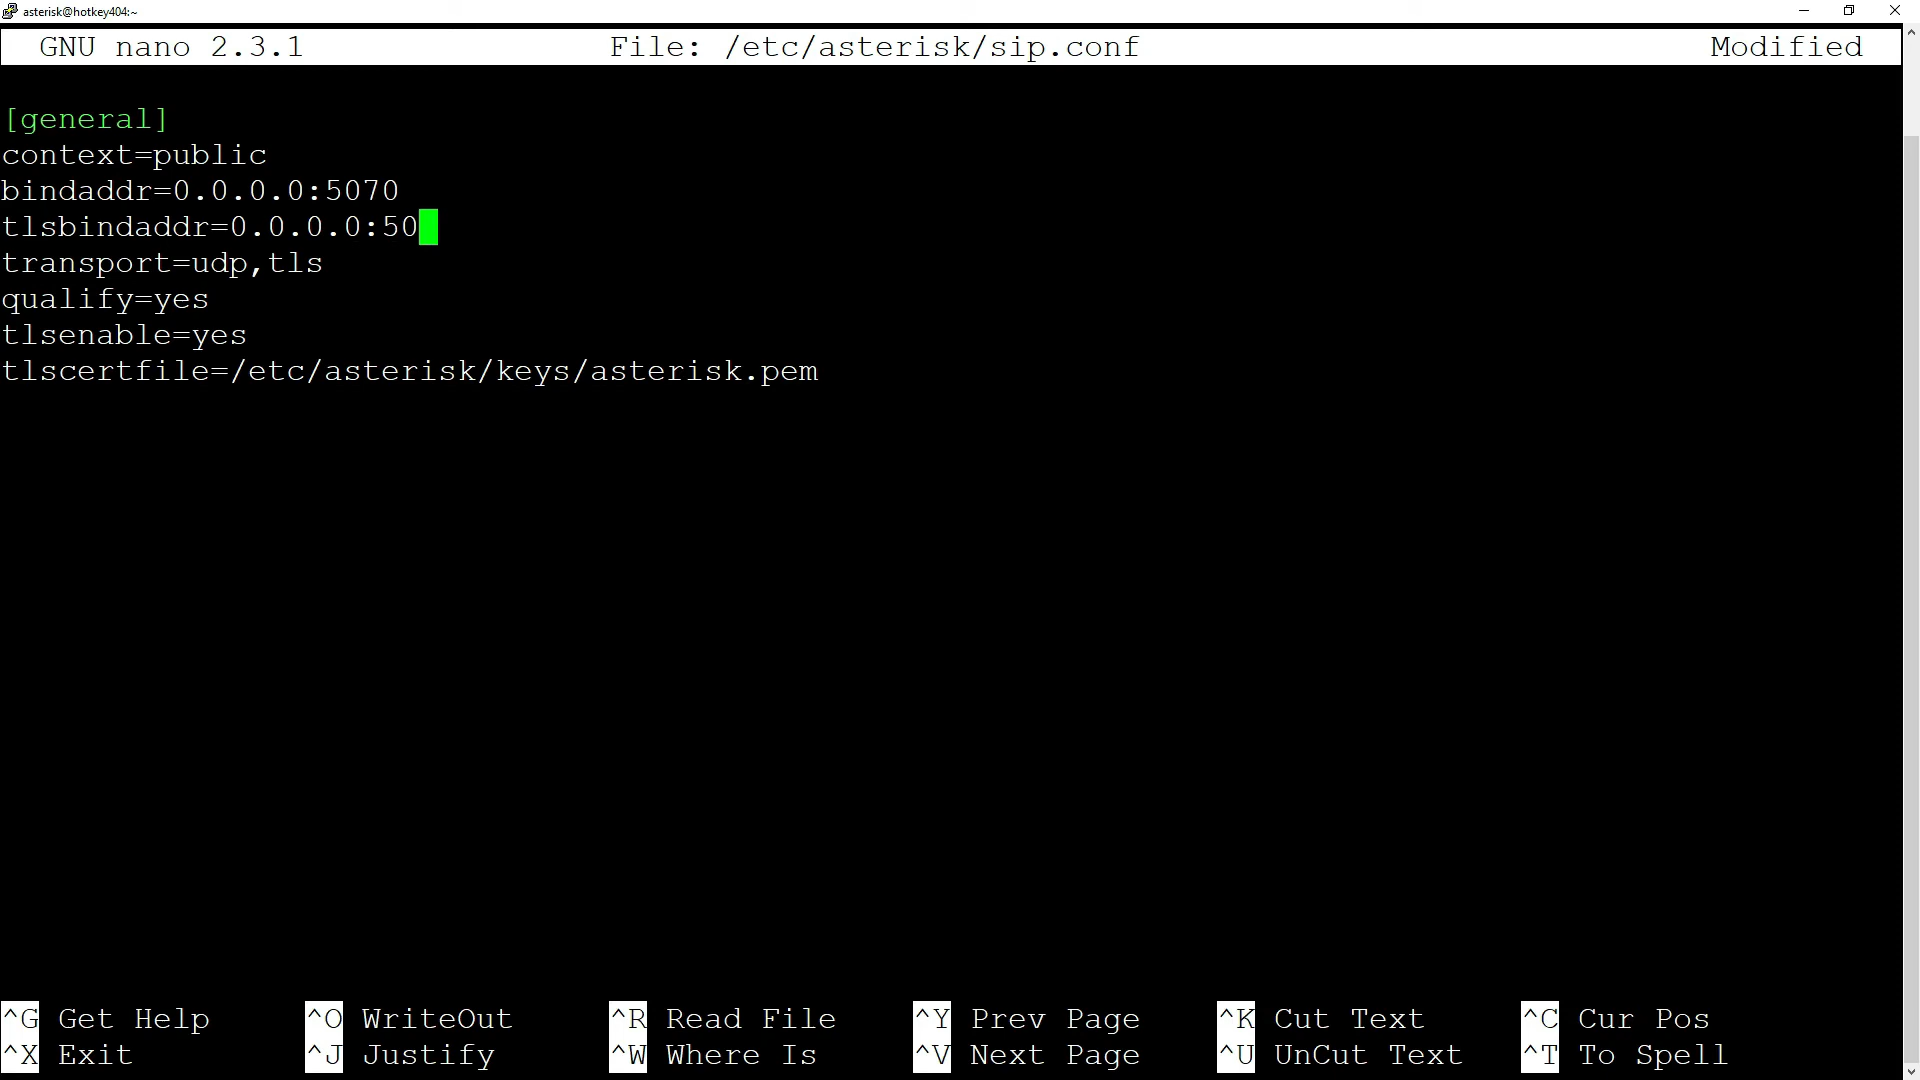 asterisk@hotkey404:~
GNU nano 2.3.1 File: /etc/asterisk/sip.conf Modified
[general]
context=public
bindaddr=0.0.0.0:5070
tlsbindaddr=0.0.0.0:50
transport=udp,tls
qualify=yes
tlsenable=yes
tlscertfile=/etc/asterisk/keys/asterisk.pem
^G Get Help ^O WriteOut ^R Read File ^Y Prev Page ^K Cut Text ^C Cur Pos
^X Exit ^J Justify ^W Where Is ^V Next Page ^U UnCut Text ^T To Spell